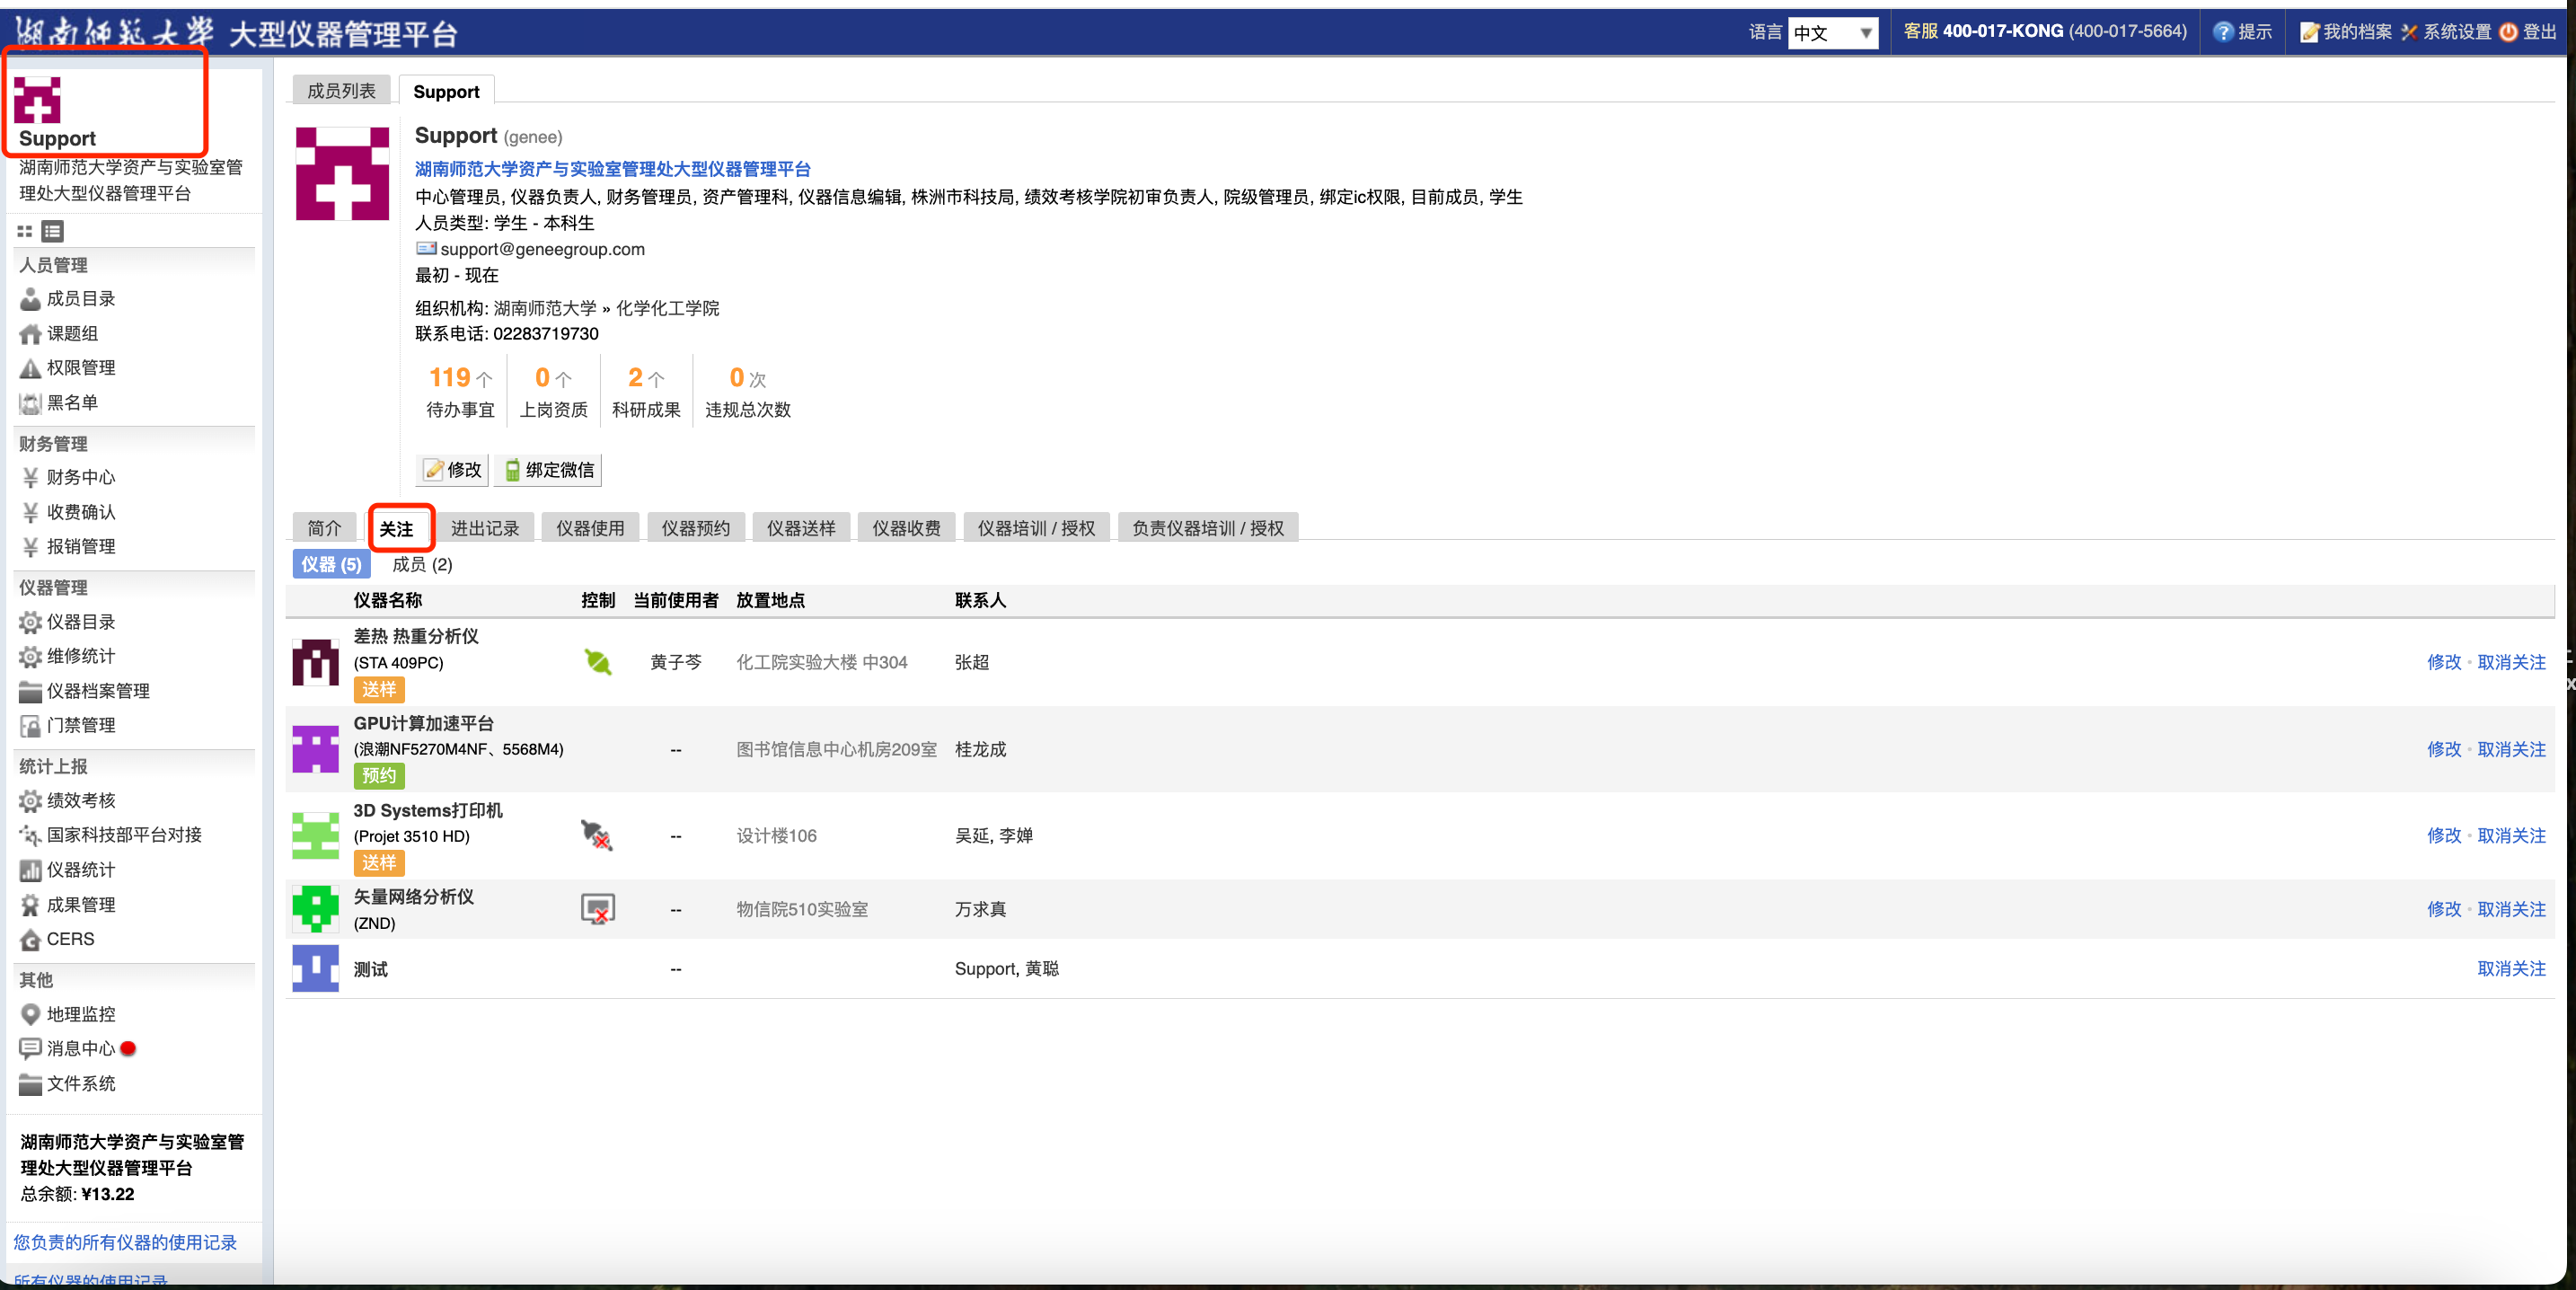 湖南师范大学 大型仪器管理平台
语言 中文 客服 400-017-KONG (400-017-5664) 提示 我的档案 系统设置 登出
Support
湖南师范大学资产与实验室管
理处大型仪器管理平台
人员管理
成员目录
课题组
权限管理
黑名单
财务管理
财务中心
收费确认
报销管理
仪器管理
仪器目录
维修统计
仪器档案管理
门禁管理
统计上报
绩效考核
国家科技部平台对接
仪器统计
成果管理
CERS
其他
地理监控
消息中心
文件系统
湖南师范大学资产与实验室管
理处大型仪器管理平台
总余额: ¥13.22
您负责的所有仪器的使用记录
所有仪器的使用记录
成员列表 Support
Support (genee)
湖南师范大学资产与实验室管理处大型仪器管理平台
中心管理员, 仪器负责人, 财务管理员, 资产管理科, 仪器信息编辑, 株洲市科技局, 绩效考核学院初审负责人, 院级管理员, 绑定ic权限, 目前成员, 学生
人员类型: 学生 - 本科生
support@geneegroup.com
最初 - 现在
组织机构: 湖南师范大学 » 化学化工学院
联系电话: 02283719730
119 个 0 个 2 个 0 次
待办事宜 上岗资质 科研成果 违规总次数
修改 绑定微信
简介 关注 进出记录 仪器使用 仪器预约 仪器送样 仪器收费 仪器培训 / 授权 负责仪器培训 / 授权
仪器 (5) 成员 (2)
仪器名称 控制 当前使用者 放置地点 联系人
差热 热重分析仪
(STA 409PC) 黄子芩 化工院实验大楼 中304 张超 修改 · 取消关注
送样
GPU计算加速平台
(浪潮NF5270M4NF、5568M4) -- 图书馆信息中心机房209室 桂龙成 修改 · 取消关注
预约
3D Systems打印机
(Projet 3510 HD) -- 设计楼106 吴延, 李婵 修改 · 取消关注
送样
矢量网络分析仪
(ZND) -- 物信院510实验室 万求真 修改 · 取消关注
测试 -- Support, 黄聪 取消关注